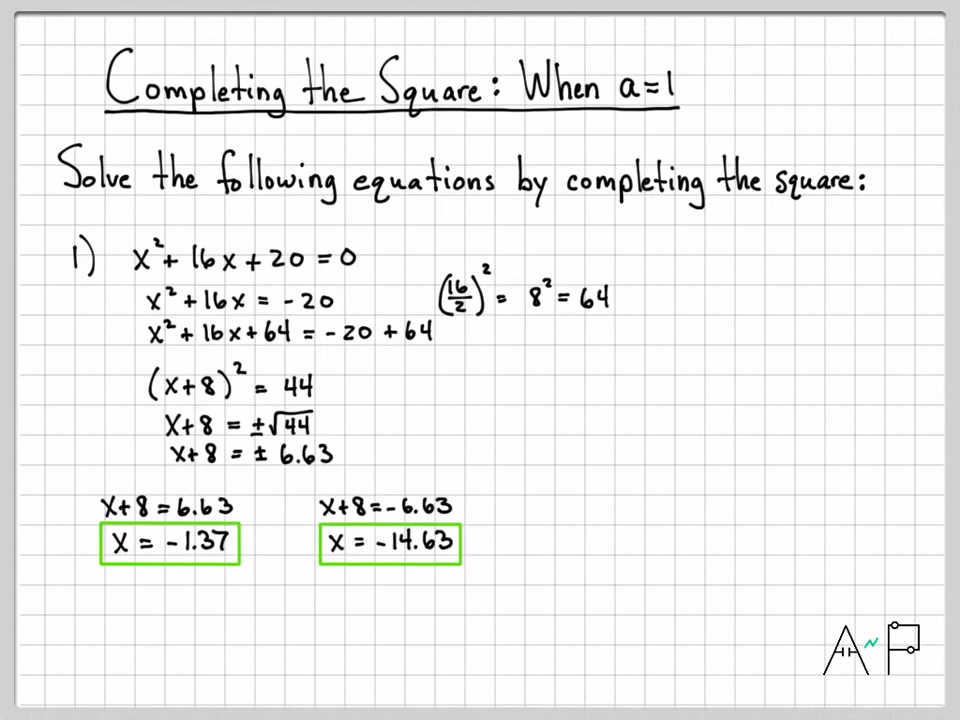 Completing the Square: When a=1
Solve the following equations by completing the square:
1) x² + 16x + 20 = 0
x² + 16x = -20
(16/2)² = 8² = 64
x² + 16x + 64 = -20 + 64
(x+8)² = 44
x+8 = ±√44
x+8 = ± 6.63
x+8 = 6.63
x+8 = -6.63
x = -1.37
x = -14.63
A P